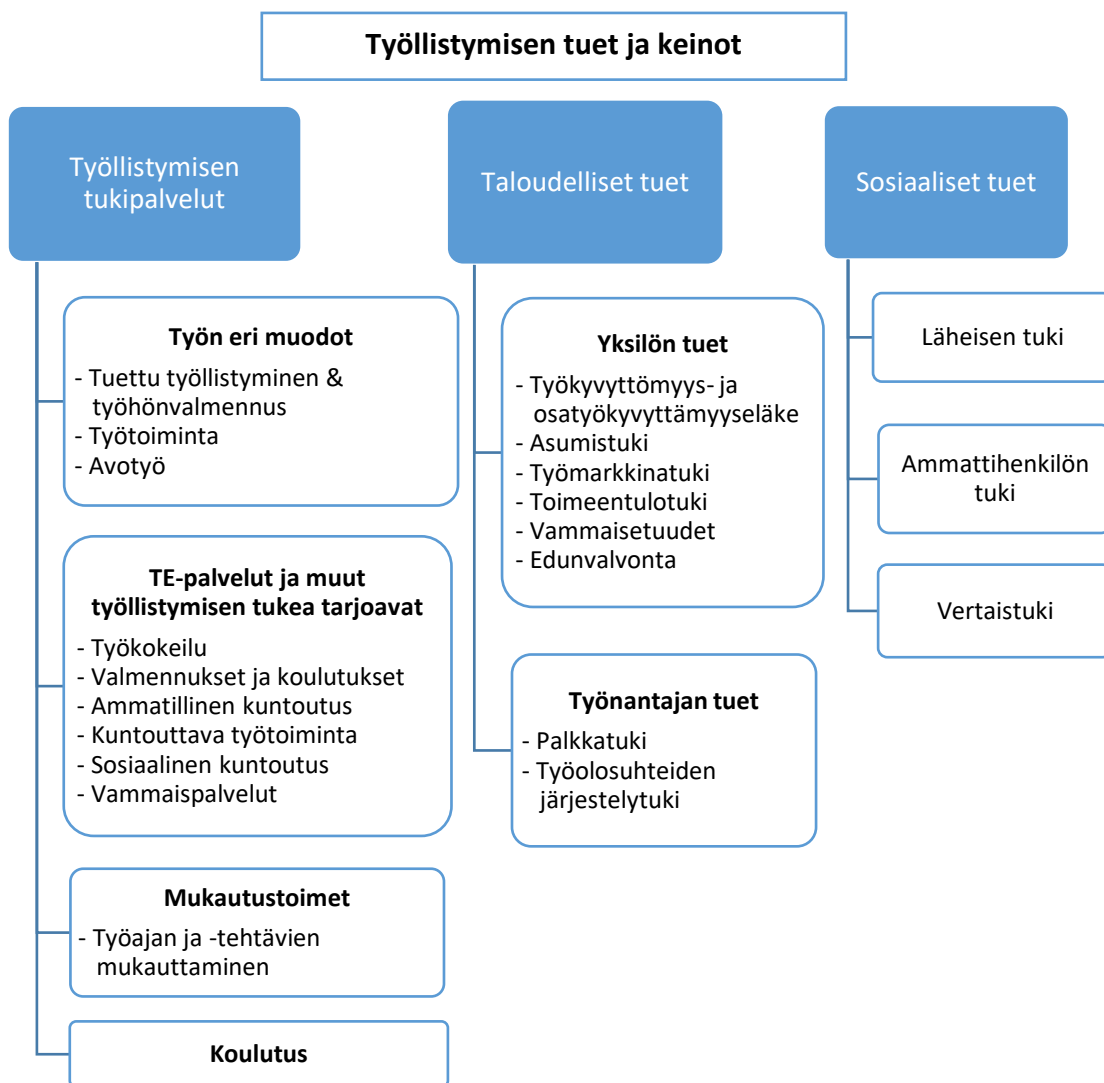 Työllistymisen tuet ja keinot
Työllistymisen
tukipalvelut
Työn eri muodot
- Tuettu työllistyminen &
työhönvalmennus
- Työtoiminta
- Avotyö
TE-palvelut ja muut
työllistymisen tukea tarjoavat
- Työkokeilu
- Valmennukset ja koulutukset
- Ammatillinen kuntoutus
- Kuntouttava työtoiminta
- Sosiaalinen kuntoutus
- Vammaispalvelut
Mukautustoimet
- Työajan ja -tehtävien
mukauttaminen
Koulutus
Taloudelliset tuet
Yksilön tuet
- Työkyvyttömyys- ja
osatyökyvyttämyyseläke
- Asumistuki
- Työmarkkinatuki
- Toimeentulotuki
- Vammaisetuudet
- Edunvalvonta
Työnantajan tuet
- Palkkatuki
- Työolosuhteiden
järjestelytuki
Sosiaaliset tuet
Läheisen tuki
Ammattihenkilön
tuki
Vertaistuki